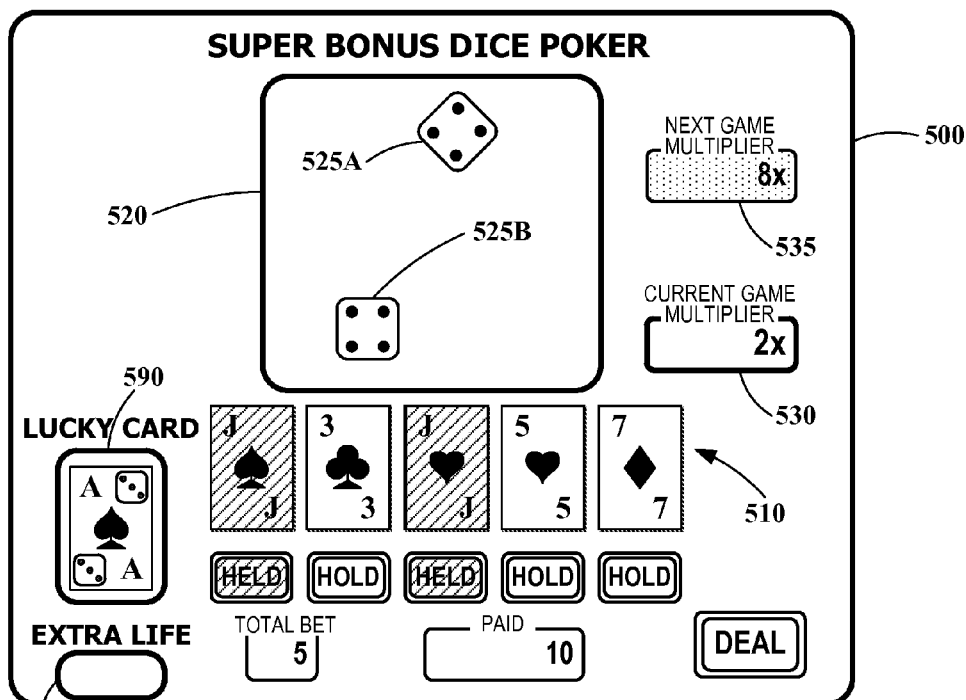 SUPER BONUS DICE POKER
525A
NEXT GAME
MULTIPLIER
8x
500
520
525B
535
CURRENT GAME
MULTIPLIER
2x
590
530
LUCKY CARD
J 3 J 5 7
A
J 3 J 5 7
510
A
HELD HOLD HELD HOLD HOLD
EXTRA LIFE
TOTAL BET
5
PAID
10
DEAL